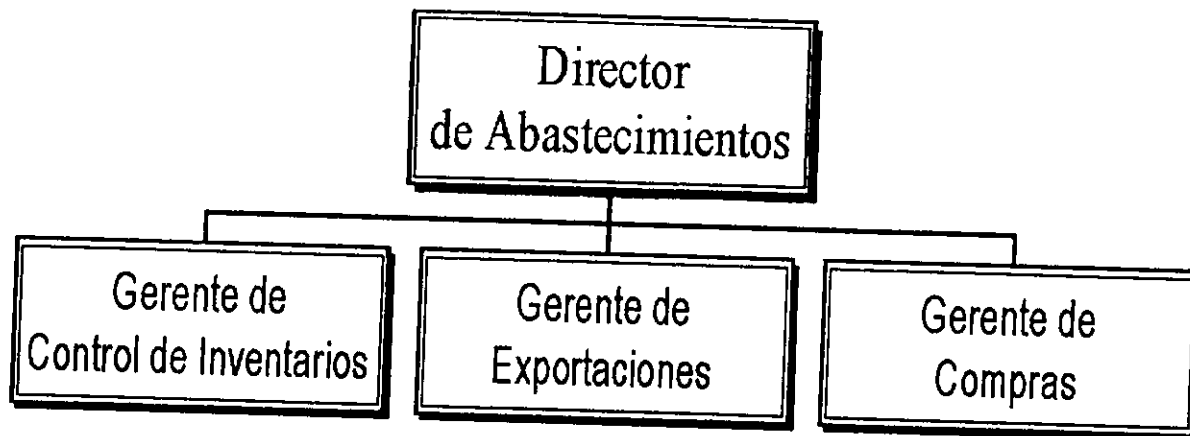 Director
de Abastecimientos
Gerente de
Control de Inventarios
Gerente de
Exportaciones
Gerente de
Compras